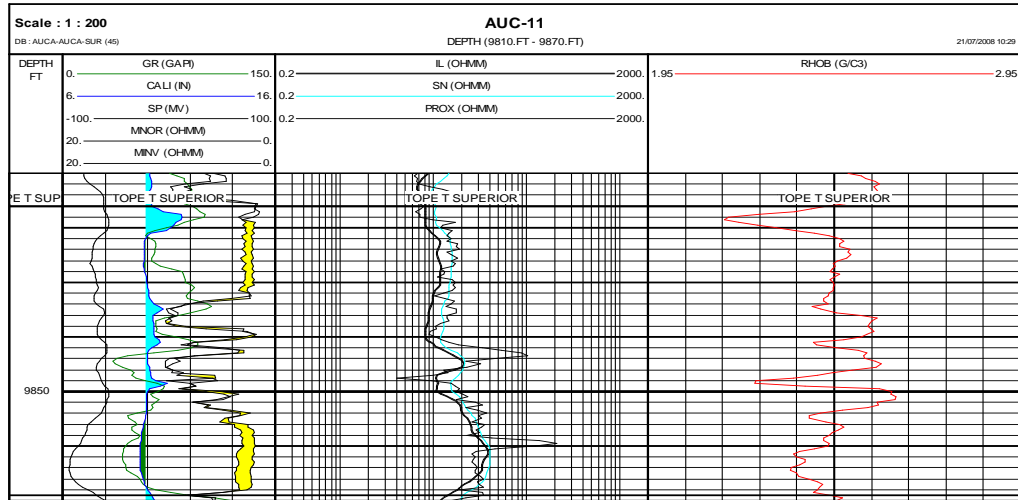 Scale : 1 : 200
AUC-11
DB : AUCA-AUCA-SUR (45)
DEPTH (9810.FT - 9870.FT)
21/07/2008 10:29
DEPTH
FT
GR (GAPI)
0. 150.
CALI (IN)
6. 16.
SP (MV)
-100. 100.
MNOR (OHMM)
20. 0.
MINV (OHMM)
20. 0.
IL (OHMM)
0.2 2000.
SN (OHMM)
0.2 2000.
PROX (OHMM)
0.2 2000.
RHOB (G/C3)
1.95 2.95
PE T SUP
TOPE T SUPERIOR
TOPE T SUPERIOR
TOPE T SUPERIOR
9850